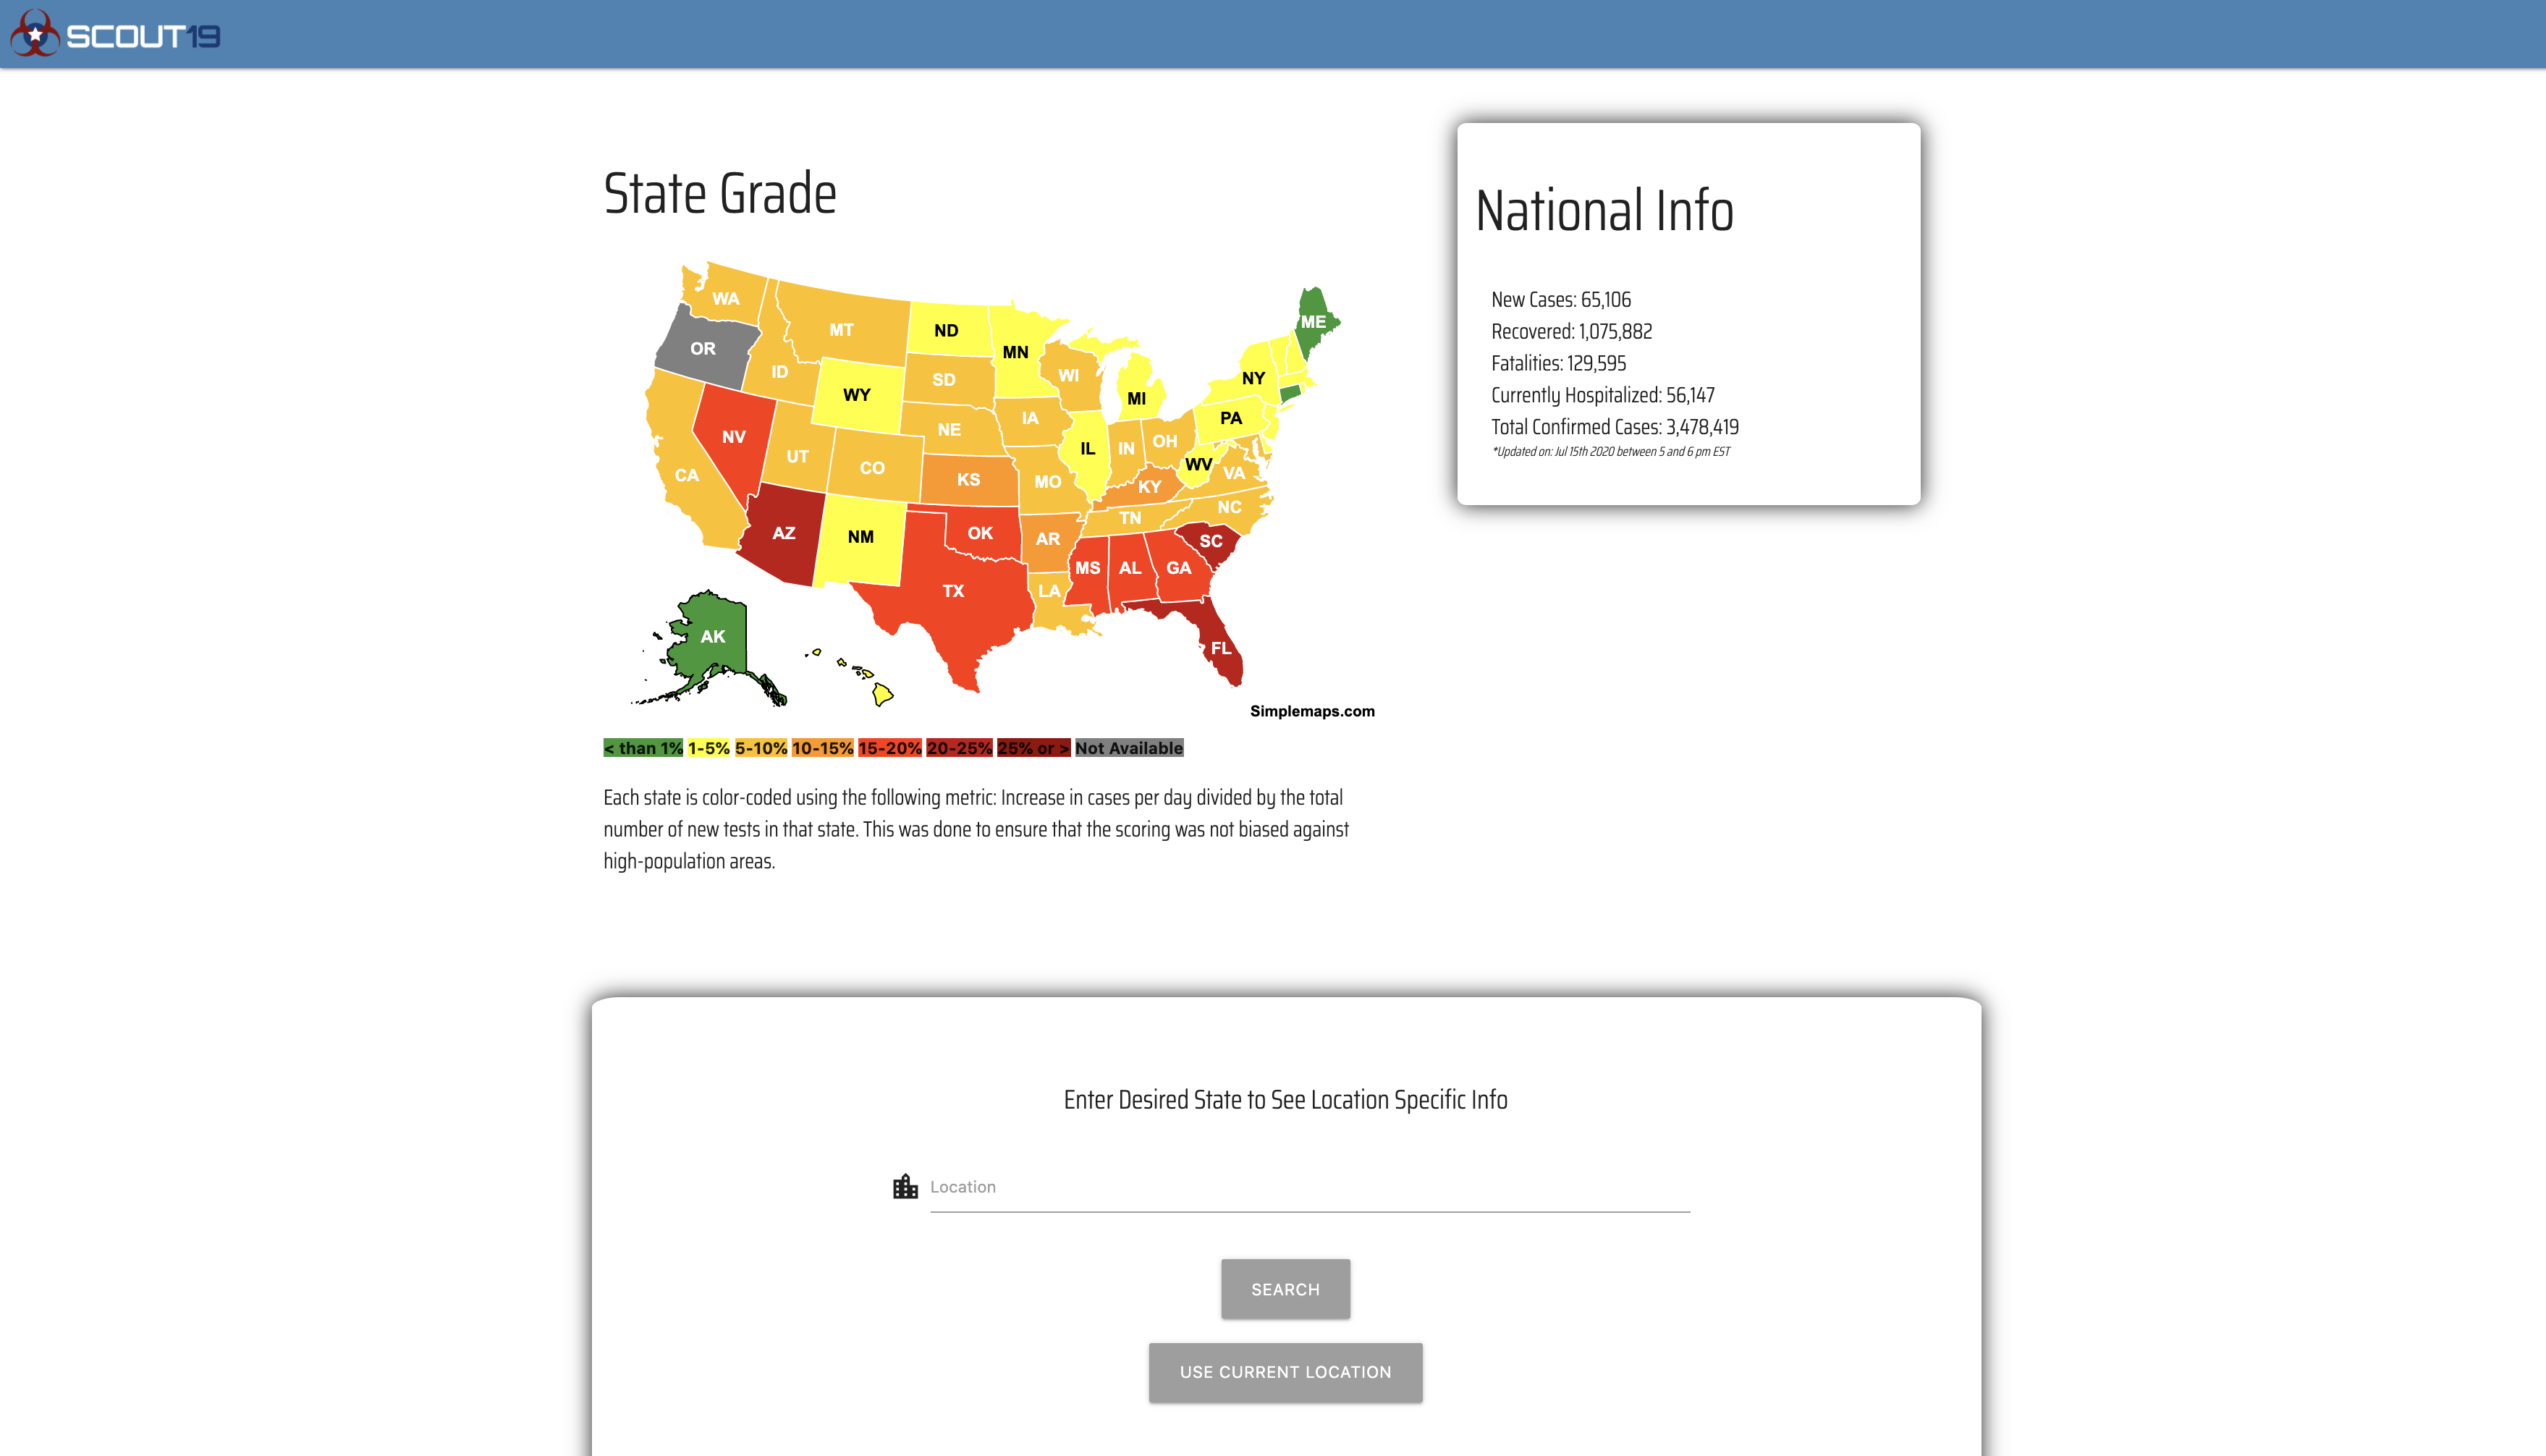 SCOUT19
State Grade
WA
OR
CA
NV
ID
MT
WY
UT
AZ
CO
NM
ND
SD
NE
KS
OK
TX
MN
IA
MO
AR
LA
WI
IL
MI
IN
OH
KY
TN
MS
AL
GA
FL
SC
NC
VA
WV
PA
NY
ME
AK
Simplemaps.com
< than 1% 1-5% 5-10% 10-15% 15-20% 20-25% 25% or > Not Available
Each state is color-coded using the following metric: Increase in cases per day divided by the total
number of new tests in that state. This was done to ensure that the scoring was not biased against
high-population areas.
National Info
New Cases: 65,106
Recovered: 1,075,882
Fatalities: 129,595
Currently Hospitalized: 56,147
Total Confirmed Cases: 3,478,419
*Updated on: Jul 15th 2020 between 5 and 6 pm EST
Enter Desired State to See Location Specific Info
Location
SEARCH
USE CURRENT LOCATION